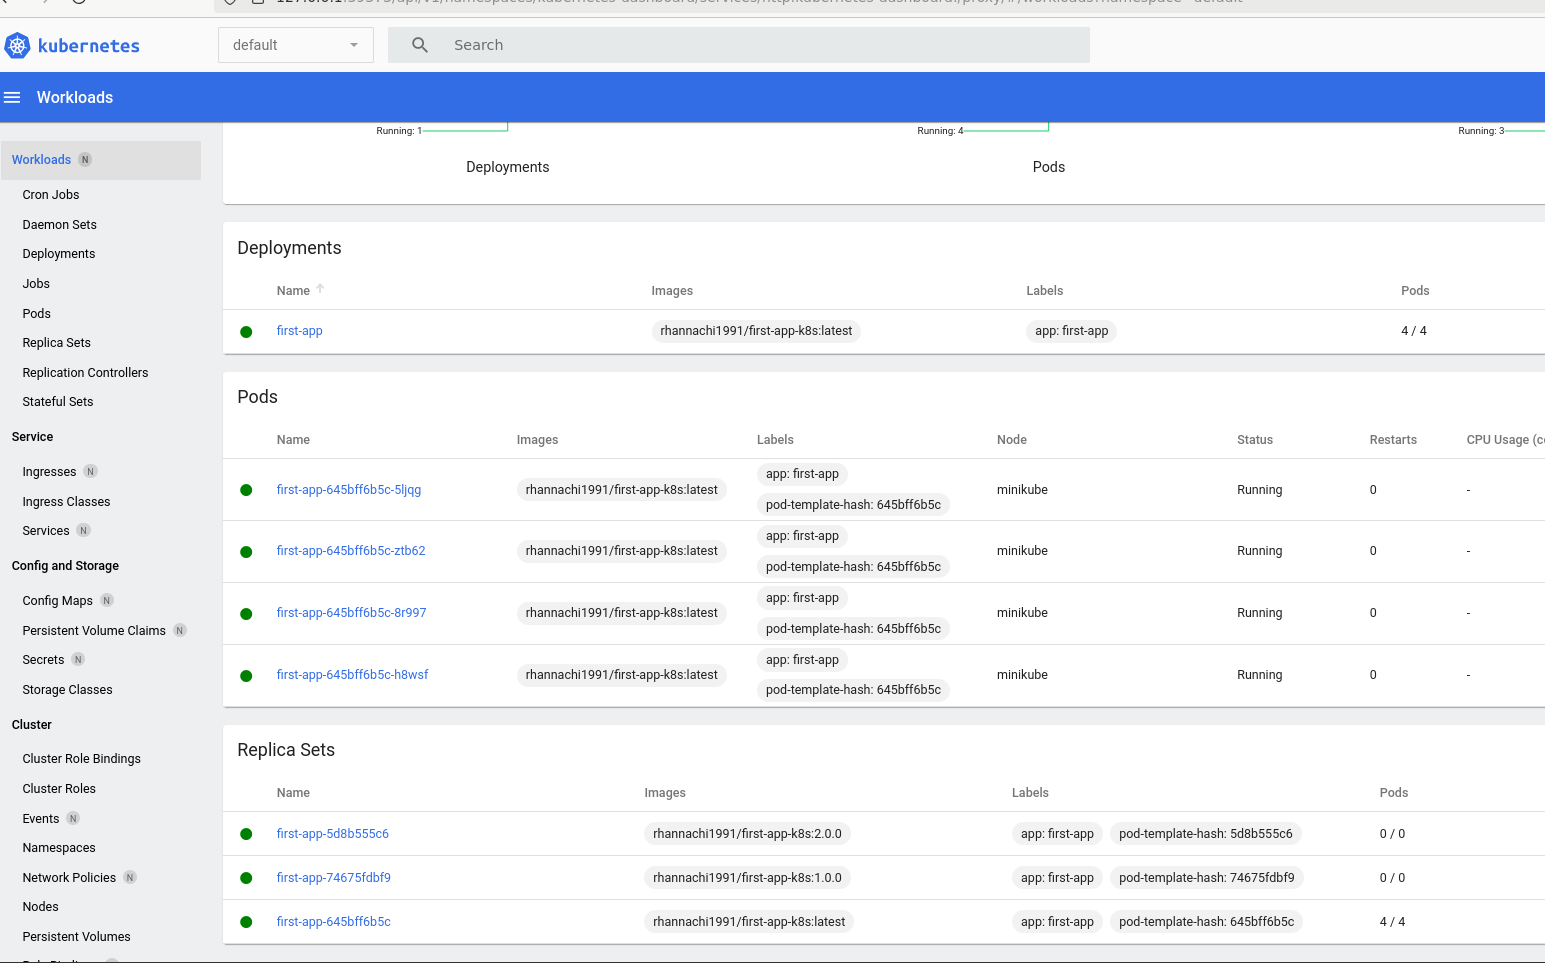 kubernetes
default
Search
Workloads
Running: 1
Running: 4
Running: 3
Deployments
Pods
Workloads N
Cron Jobs
Daemon Sets
Deployments
Jobs
Pods
Replica Sets
Replication Controllers
Stateful Sets
Service
Ingresses N
Ingress Classes
Services N
Config and Storage
Config Maps N
Persistent Volume Claims N
Secrets N
Storage Classes
Cluster
Cluster Role Bindings
Cluster Roles
Events N
Namespaces
Network Policies N
Nodes
Persistent Volumes
Deployments
Name Images Labels Pods
first-app rhannachi1991/first-app-k8s:latest app: first-app 4 / 4
Pods
Name Images Labels Node Status Restarts CPU Usage
app: first-app
first-app-645bff6b5c-5ljqg rhannachi1991/first-app-k8s:latest minikube Running 0 -
pod-template-hash: 645bff6b5c
app: first-app
first-app-645bff6b5c-ztb62 rhannachi1991/first-app-k8s:latest minikube Running 0 -
pod-template-hash: 645bff6b5c
app: first-app
first-app-645bff6b5c-8r997 rhannachi1991/first-app-k8s:latest minikube Running 0 -
pod-template-hash: 645bff6b5c
app: first-app
first-app-645bff6b5c-h8wsf rhannachi1991/first-app-k8s:latest minikube Running 0 -
pod-template-hash: 645bff6b5c
Replica Sets
Name Images Labels Pods
first-app-5d8b555c6 rhannachi1991/first-app-k8s:2.0.0 app: first-app pod-template-hash: 5d8b555c6 0 / 0
first-app-74675fdbf9 rhannachi1991/first-app-k8s:1.0.0 app: first-app pod-template-hash: 74675fdbf9 0 / 0
first-app-645bff6b5c rhannachi1991/first-app-k8s:latest app: first-app pod-template-hash: 645bff6b5c 4 / 4